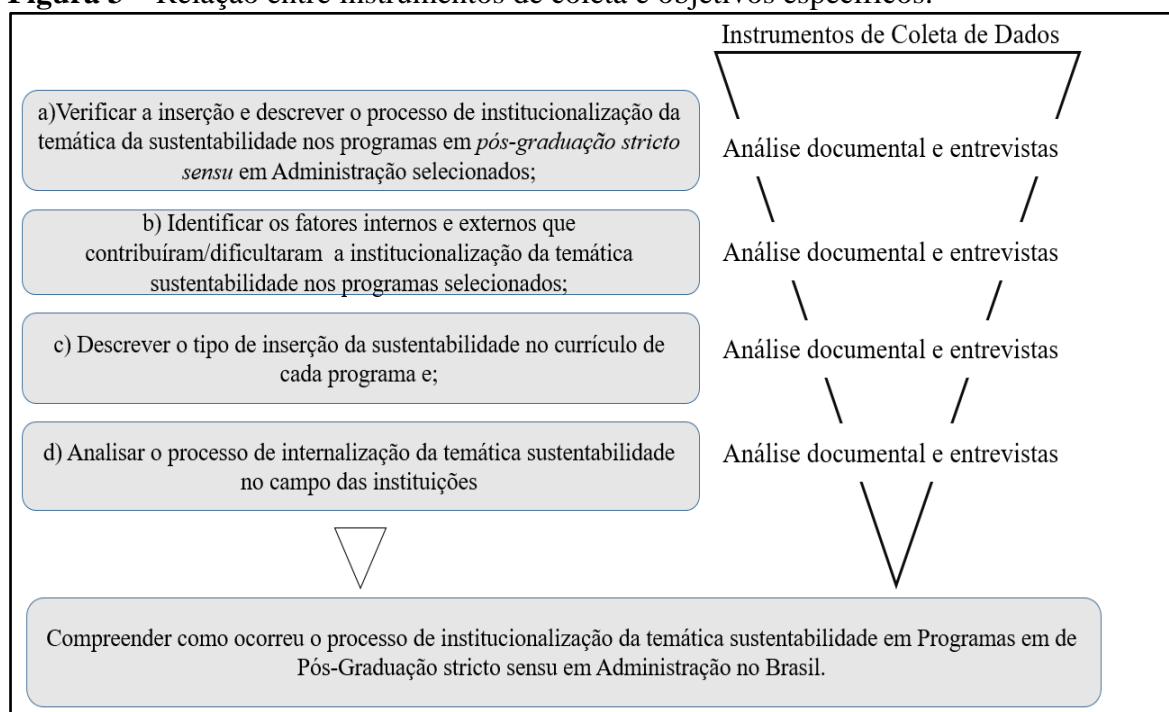 Figura 3 – Relação entre instrumentos de coleta e objetivos específicos.
Instrumentos de Coleta de Dados
a)Verificar a inserção e descrever o processo de institucionalização da
temática da sustentabilidade nos programas em pós-graduação stricto
sensu em Administração selecionados;
Análise documental e entrevistas
b) Identificar os fatores internos e externos que
contribuíram/dificultaram a institucionalização da temática
sustentabilidade nos programas selecionados;
Análise documental e entrevistas
c) Descrever o tipo de inserção da sustentabilidade no currículo de
cada programa e;
Análise documental e entrevistas
d) Analisar o processo de internalização da temática sustentabilidade
no campo das instituições
Análise documental e entrevistas
Compreender como ocorreu o processo de institucionalização da temática sustentabilidade em Programas em de
Pós-Graduação stricto sensu em Administração no Brasil.